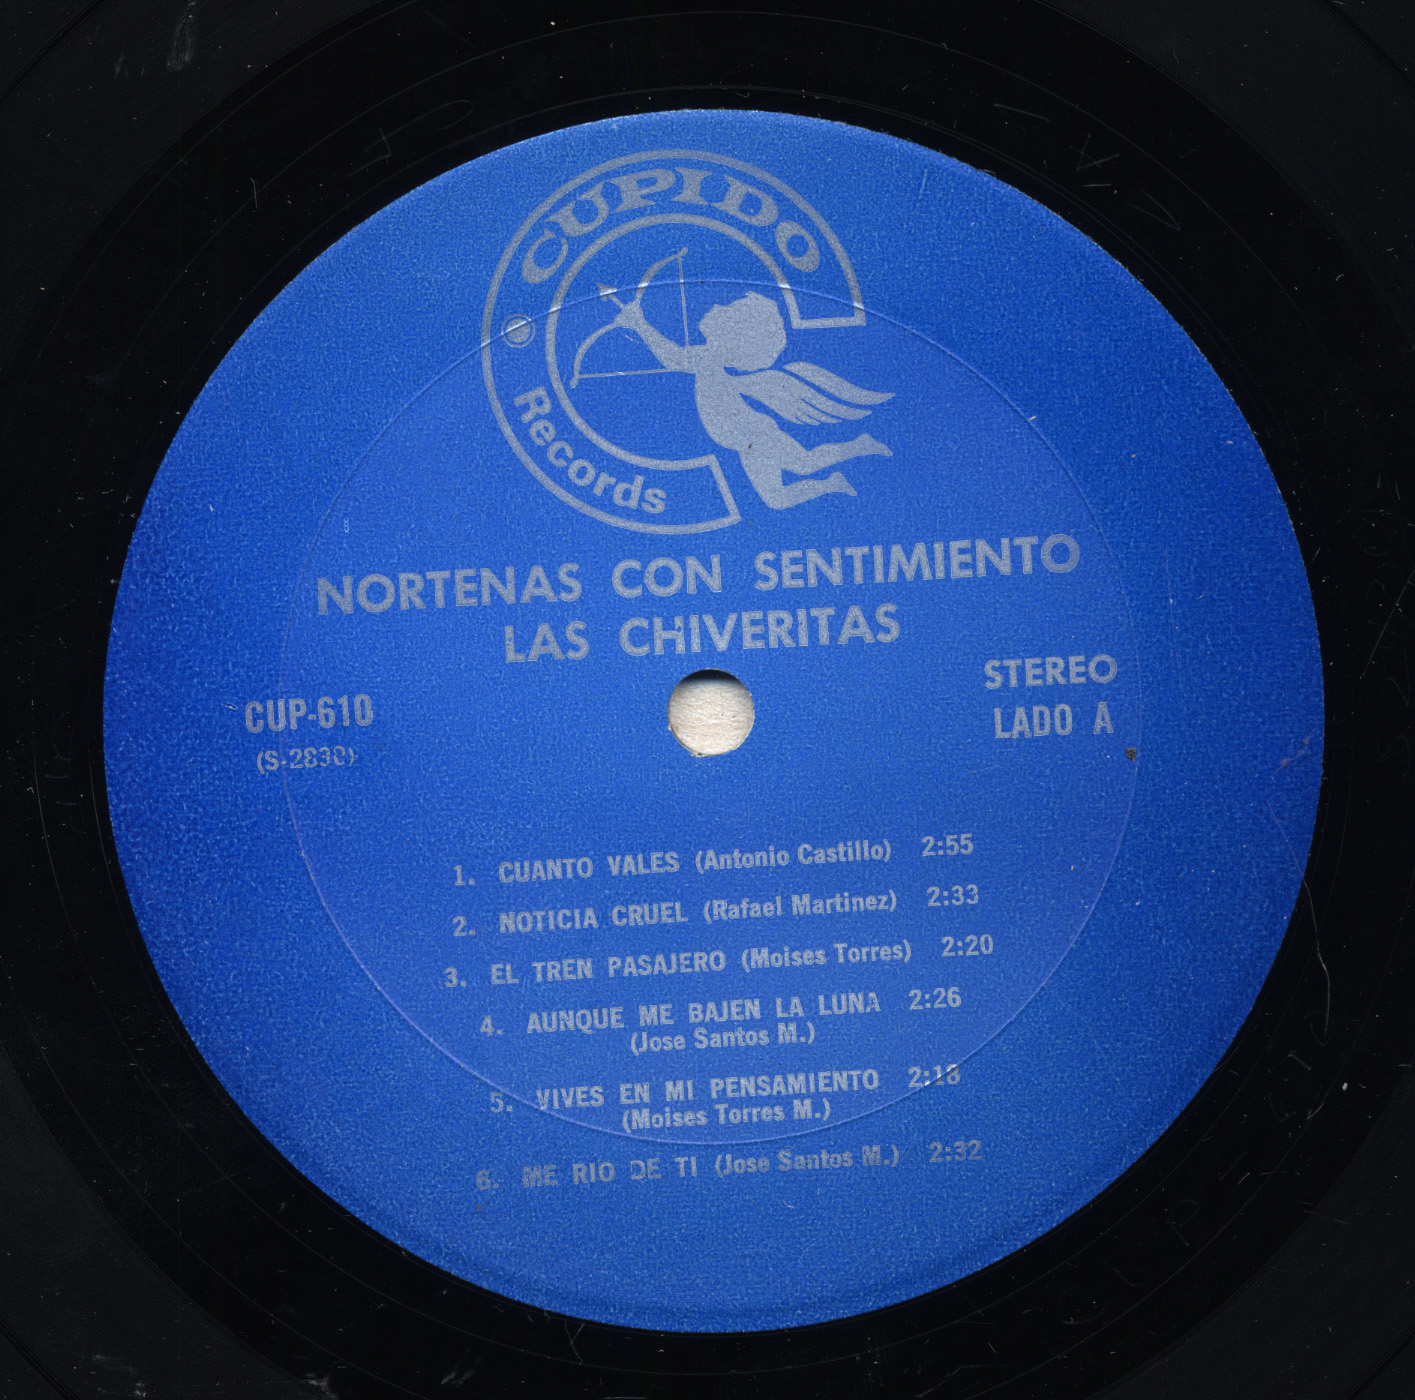 CUPIDO
Records
NORTENAS CON SENTIMIENTO
LAS CHIVERITAS
STEREO
CUP-610
LADO A
(S-2830)
1. CUANTO VALES (Antonio Castillo) 2:55
2. NOTICIA CRUEL (Rafael Martinez) 2:33
3. EL TREN PASAJERO (Moises Torres) 2:20
4. AUNQUE ME BAJEN LA LUNA 2:26
(Jose Santos M.)
5. VIVES EN MI PENSAMIENTO 2:18
(Moises Torres M.)
6. ME RIO DE TI (Jose Santos M.) 2:32